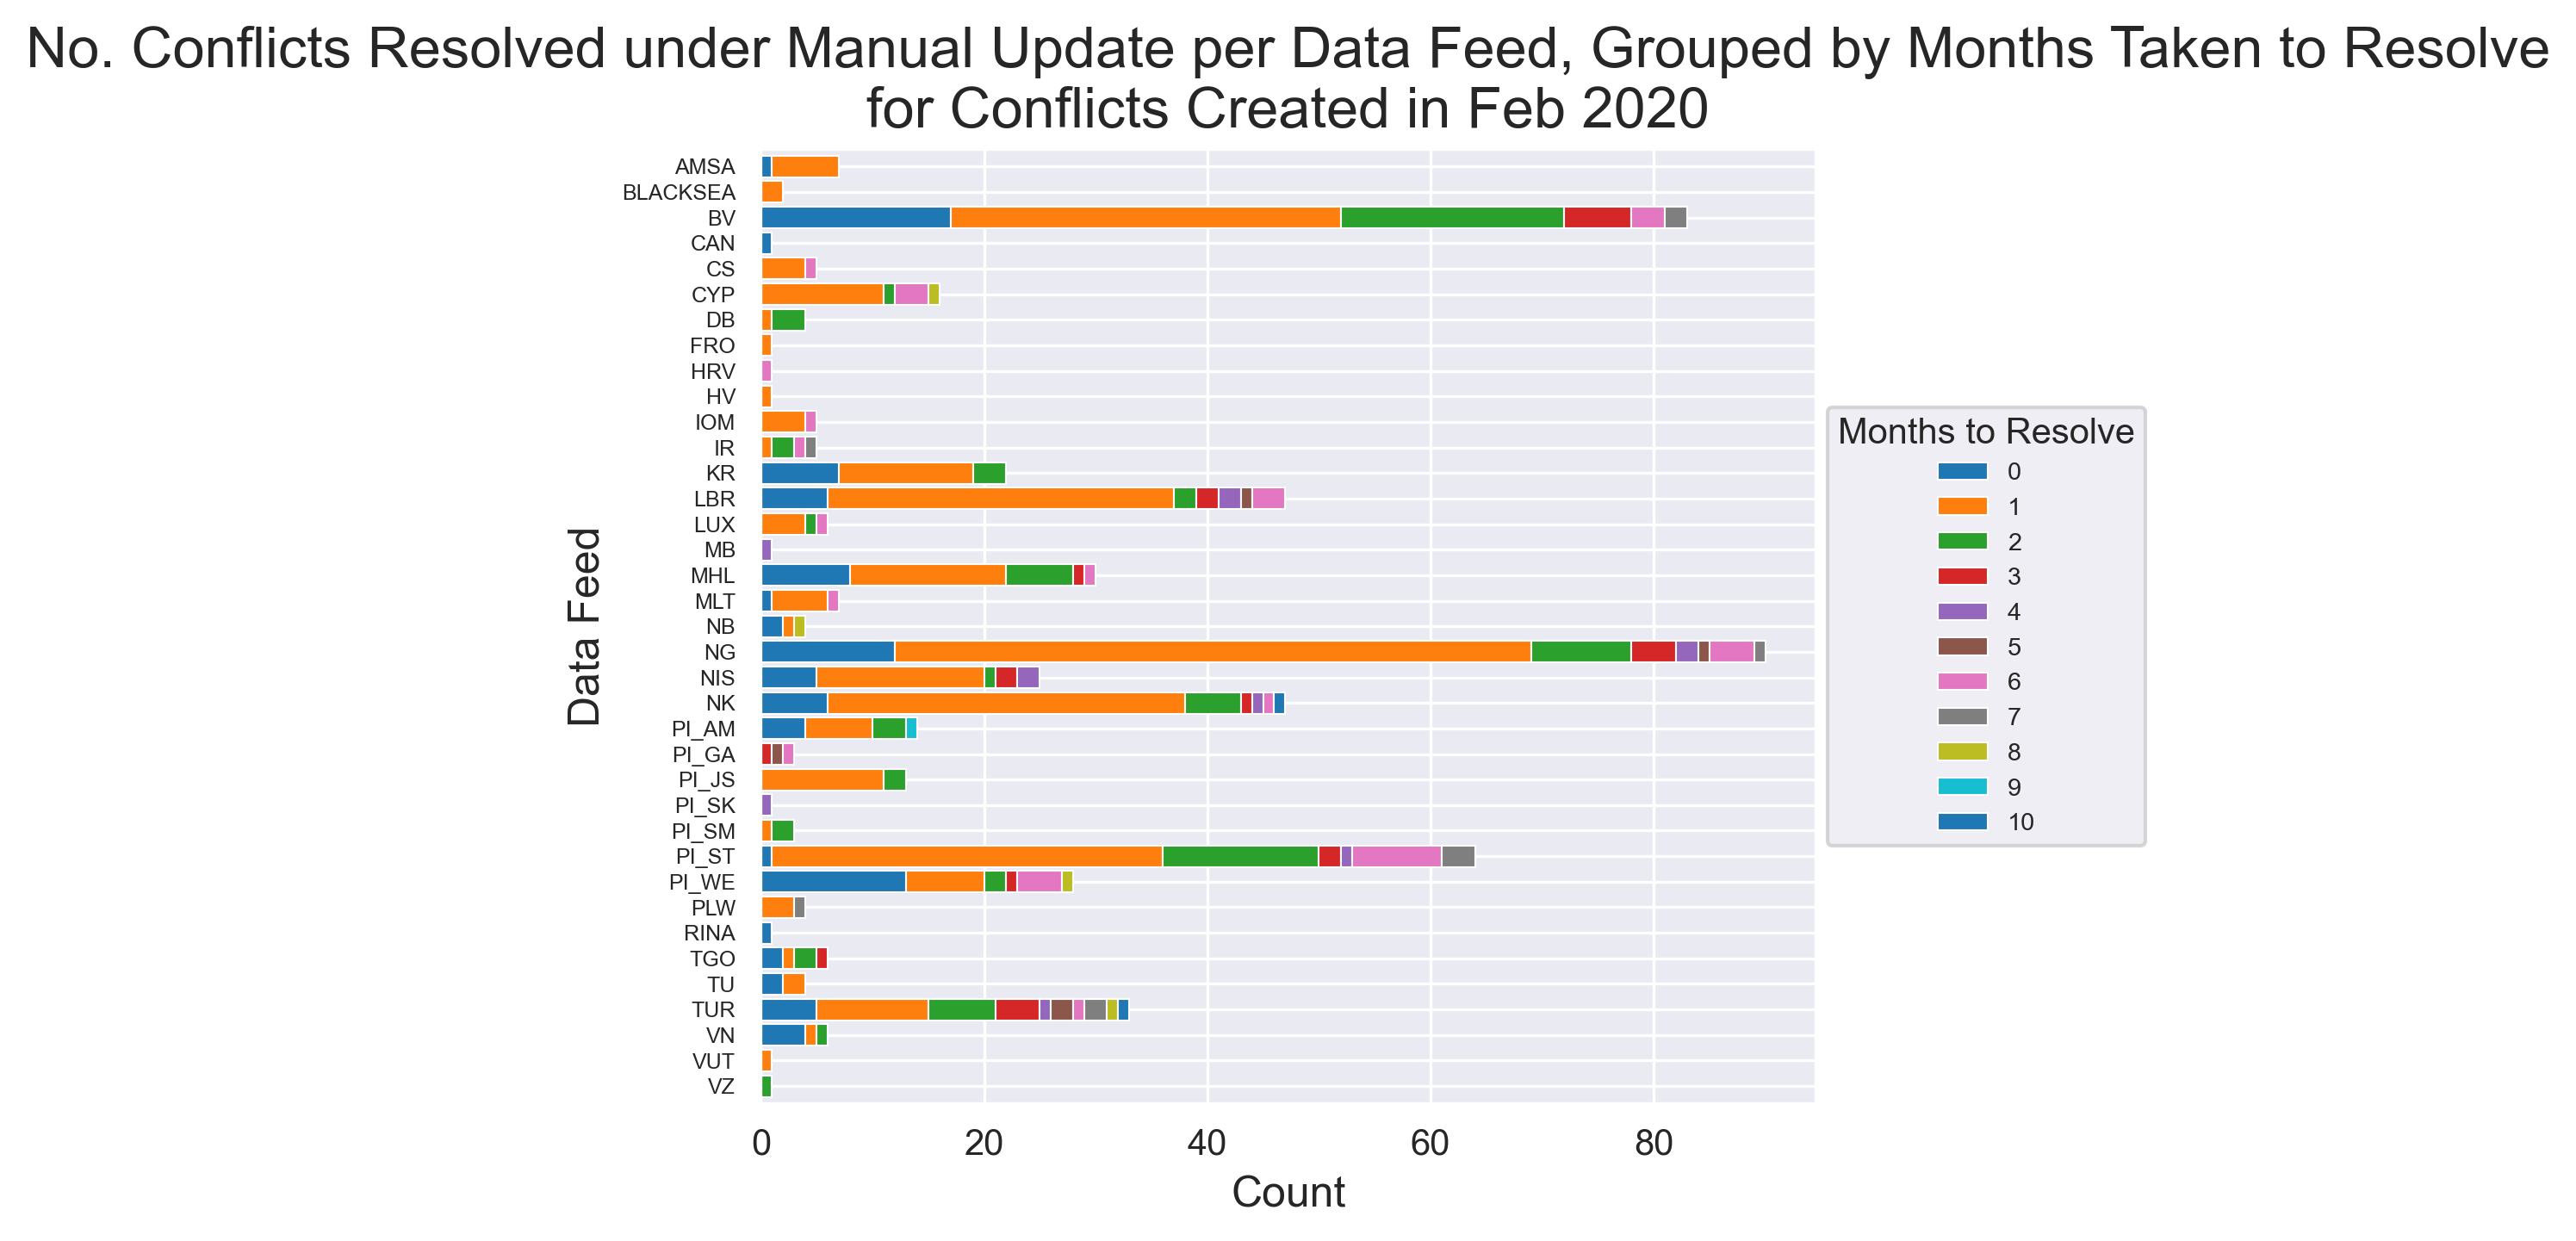 No. Conflicts Resolved under Manual Update per Data Feed, Grouped by Months Taken to Resolve
for Conflicts Created in Feb 2020
AMSA
BLACKSEA
BV
CAN
CS
CYP
DB
FRO
HRV
HV
IOM
IR
KR
LBR
LUX
MB
MHL
MLT
NB
NG
NIS
NK
PI_AM
PI_GA
PI_JS
PI_SK
PI_SM
PI_ST
PI_WE
PLW
RINA
TGO
TU
TUR
VN
VUT
VZ
Data Feed
0 20 40 60 80
Count
Months to Resolve
0
1
2
3
4
5
6
7
8
9
10